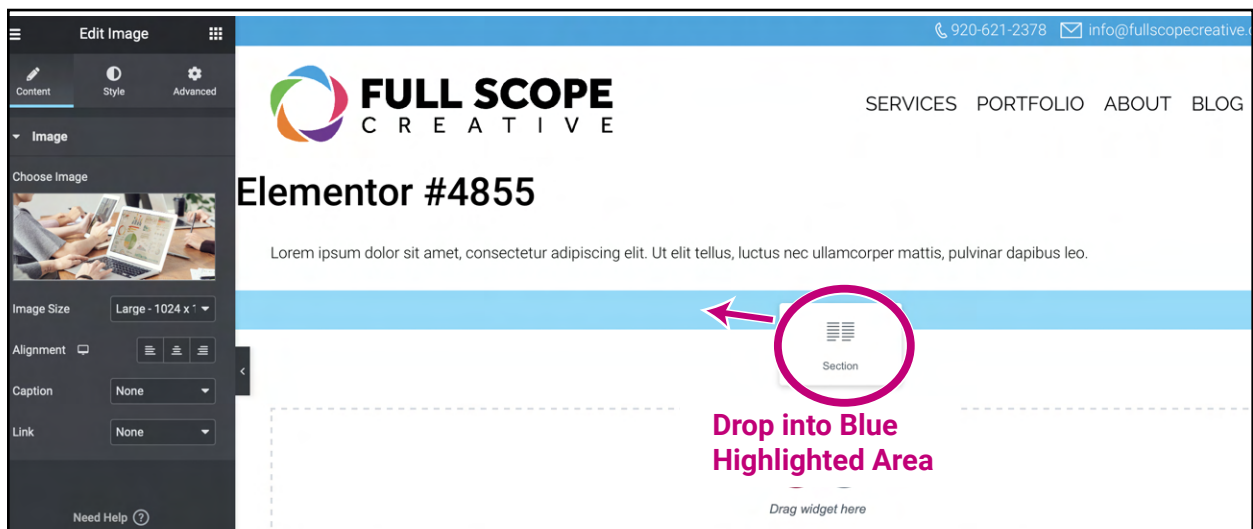 Edit Image
920-621-2378 info@fullscopecreative.
Content Style Advanced
FULL SCOPE
CREATIVE
SERVICES PORTFOLIO ABOUT BLOG
Image
Choose Image
Elementor #4855
Lorem ipsum dolor sit amet, consectetur adipiscing elit. Ut elit tellus, luctus nec ullamcorper mattis, pulvinar dapibus leo.
Image Size Large - 1024 x 1
Alignment
Section
Caption None
Link None
Drop into Blue
Highlighted Area
Drag widget here
Need Help ?